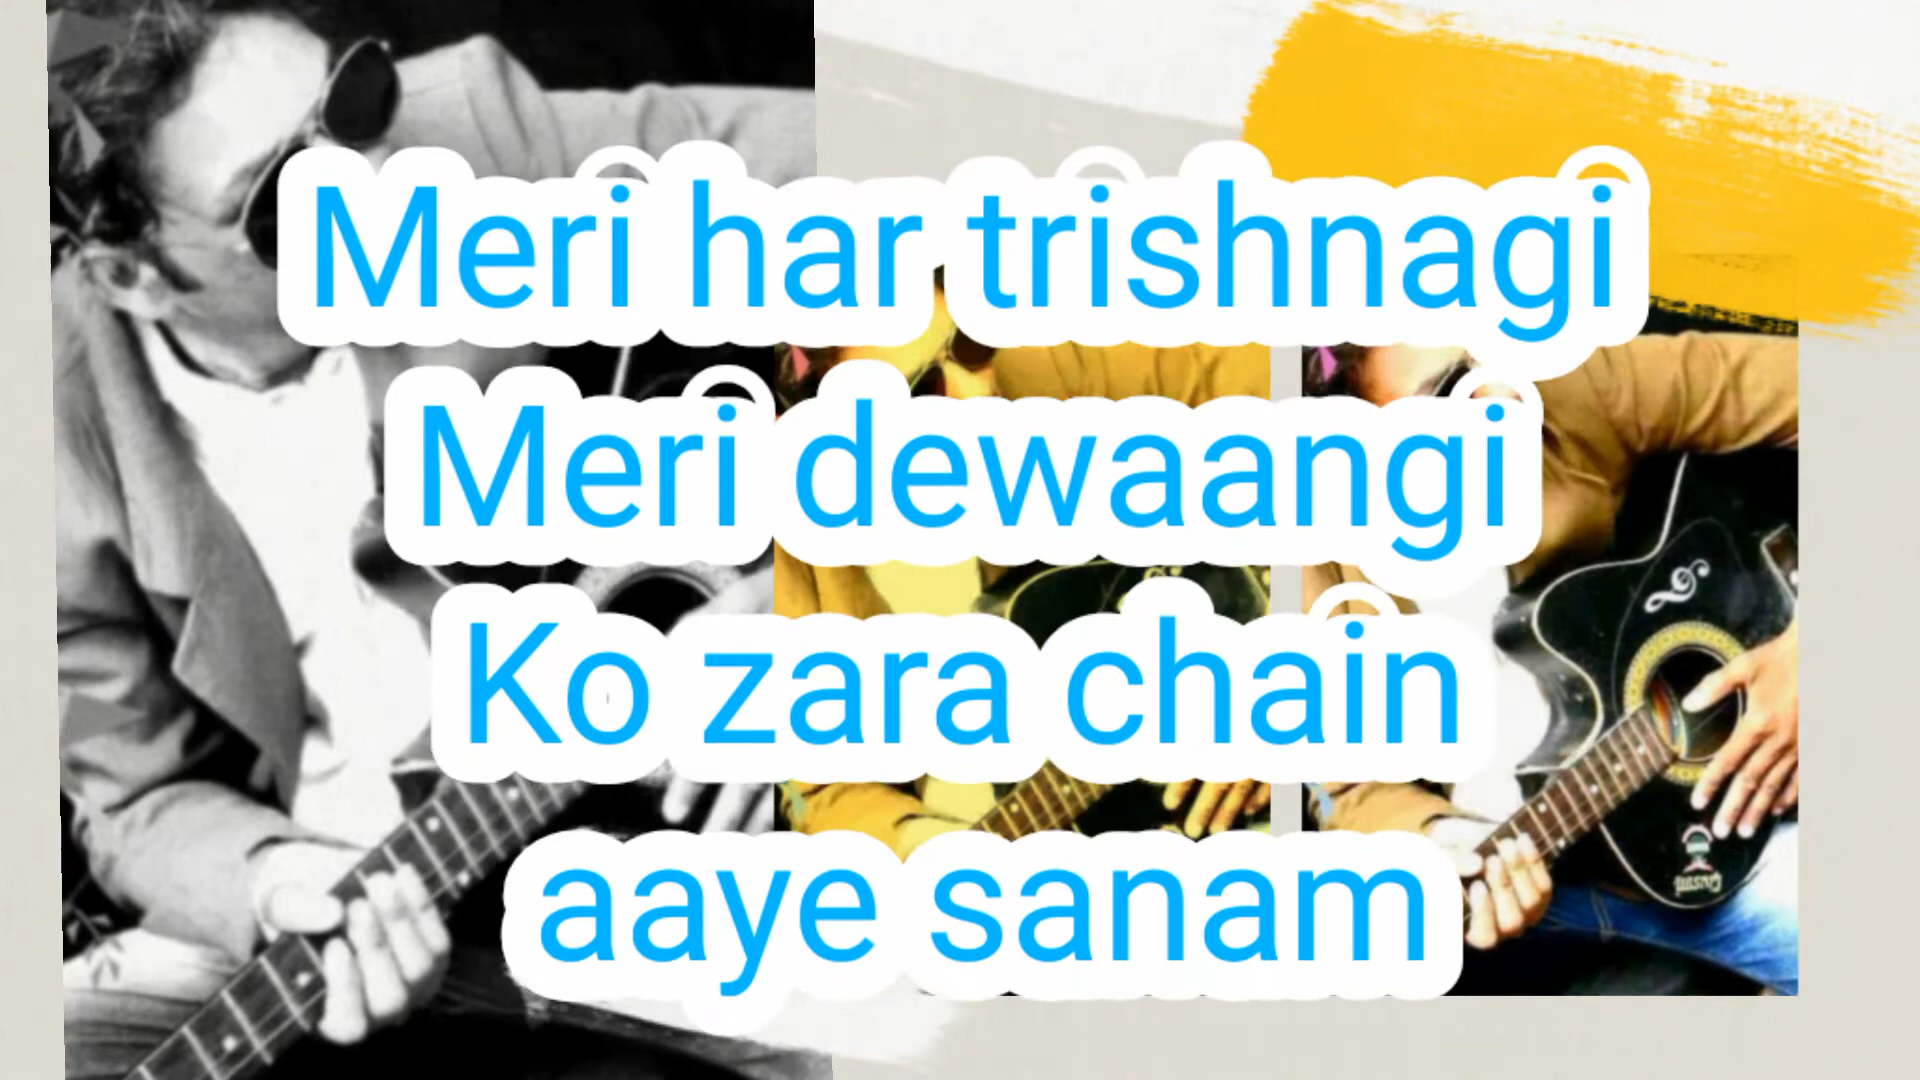 Meri har trishnagi
Meri dewaangi
Ko zara chain
aaye sanam